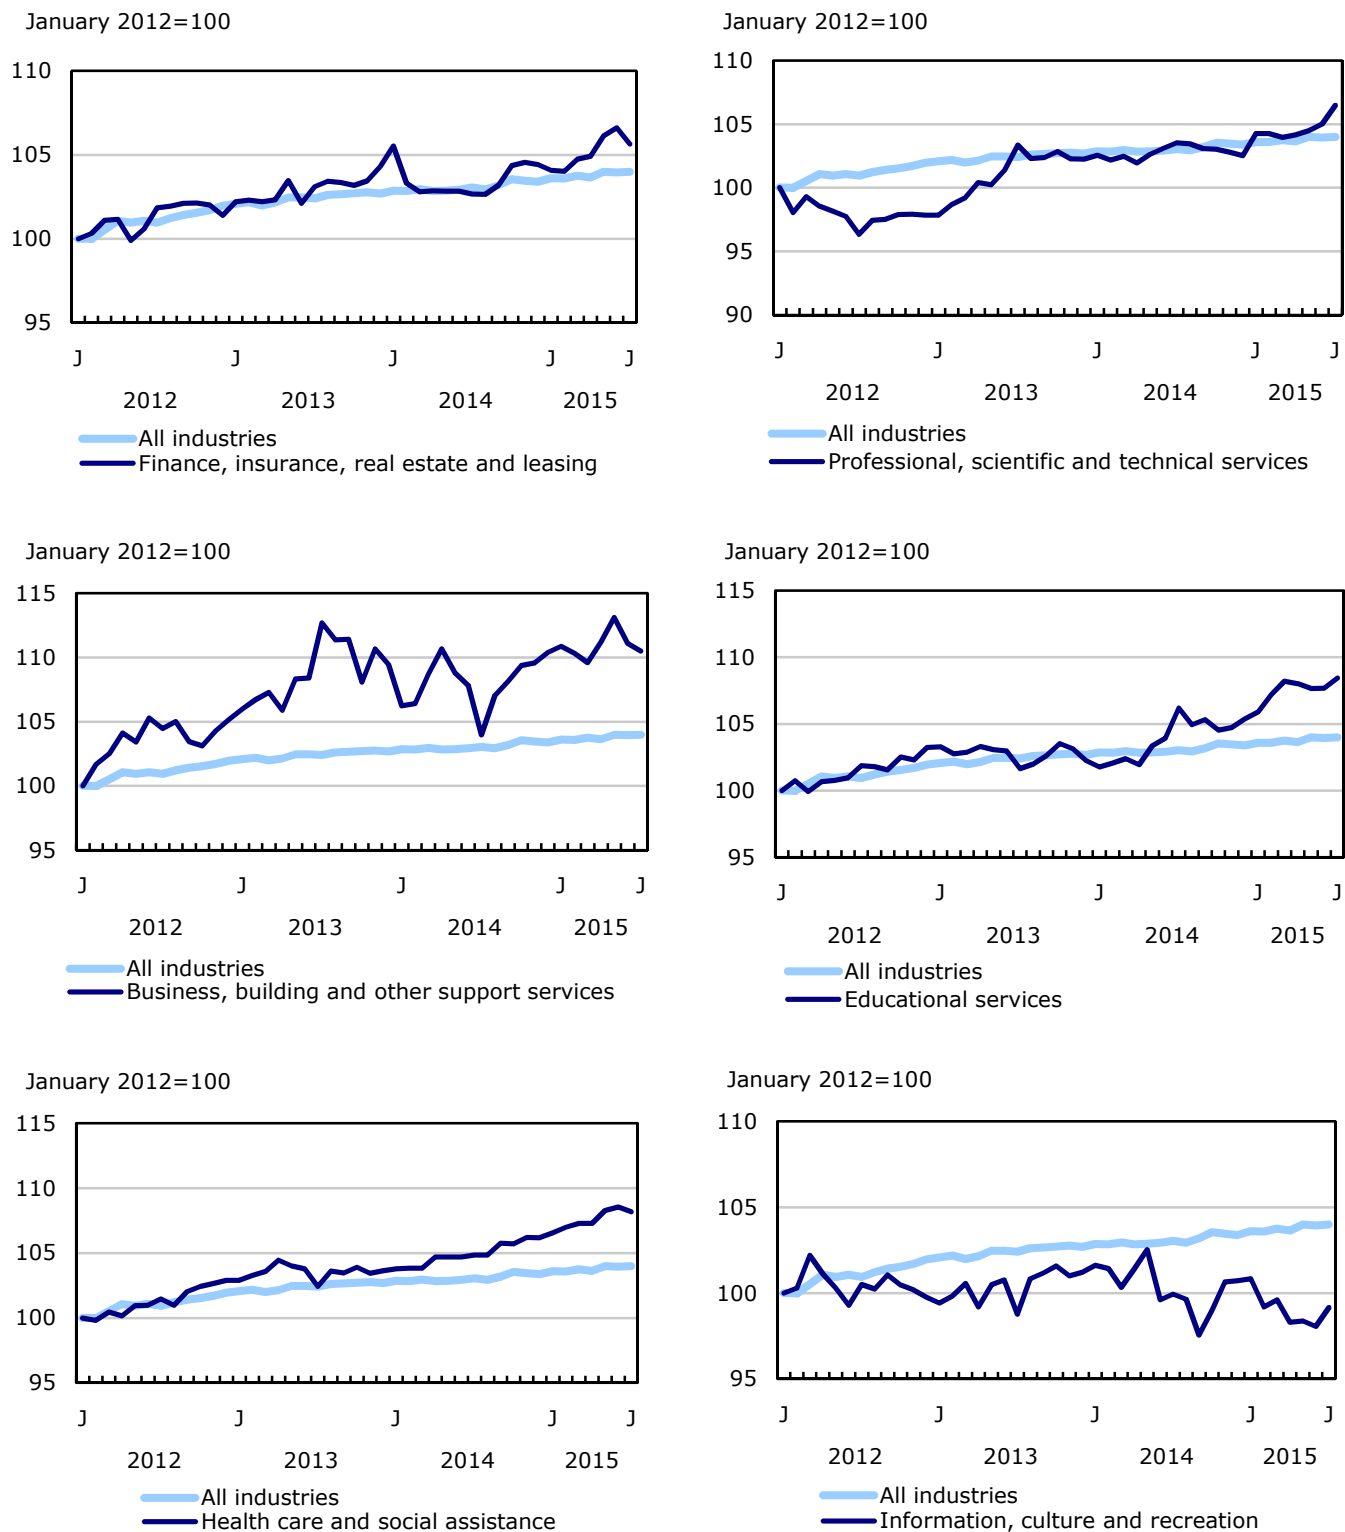 January 2012=100
110
105
100
95
J J J J J
2012 2013 2014 2015
All industries
Finance, insurance, real estate and leasing
January 2012=100
110
105
100
95
90
J J J J J
2012 2013 2014 2015
All industries
Professional, scientific and technical services
January 2012=100
115
110
105
100
95
J J J J J
2012 2013 2014 2015
All industries
Business, building and other support services
January 2012=100
115
110
105
100
95
J J J J J
2012 2013 2014 2015
All industries
Educational services
January 2012=100
115
110
105
100
95
J J J J J
2012 2013 2014 2015
All industries
Health care and social assistance
January 2012=100
110
105
100
95
J J J J J
2012 2013 2014 2015
All industries
Information, culture and recreation